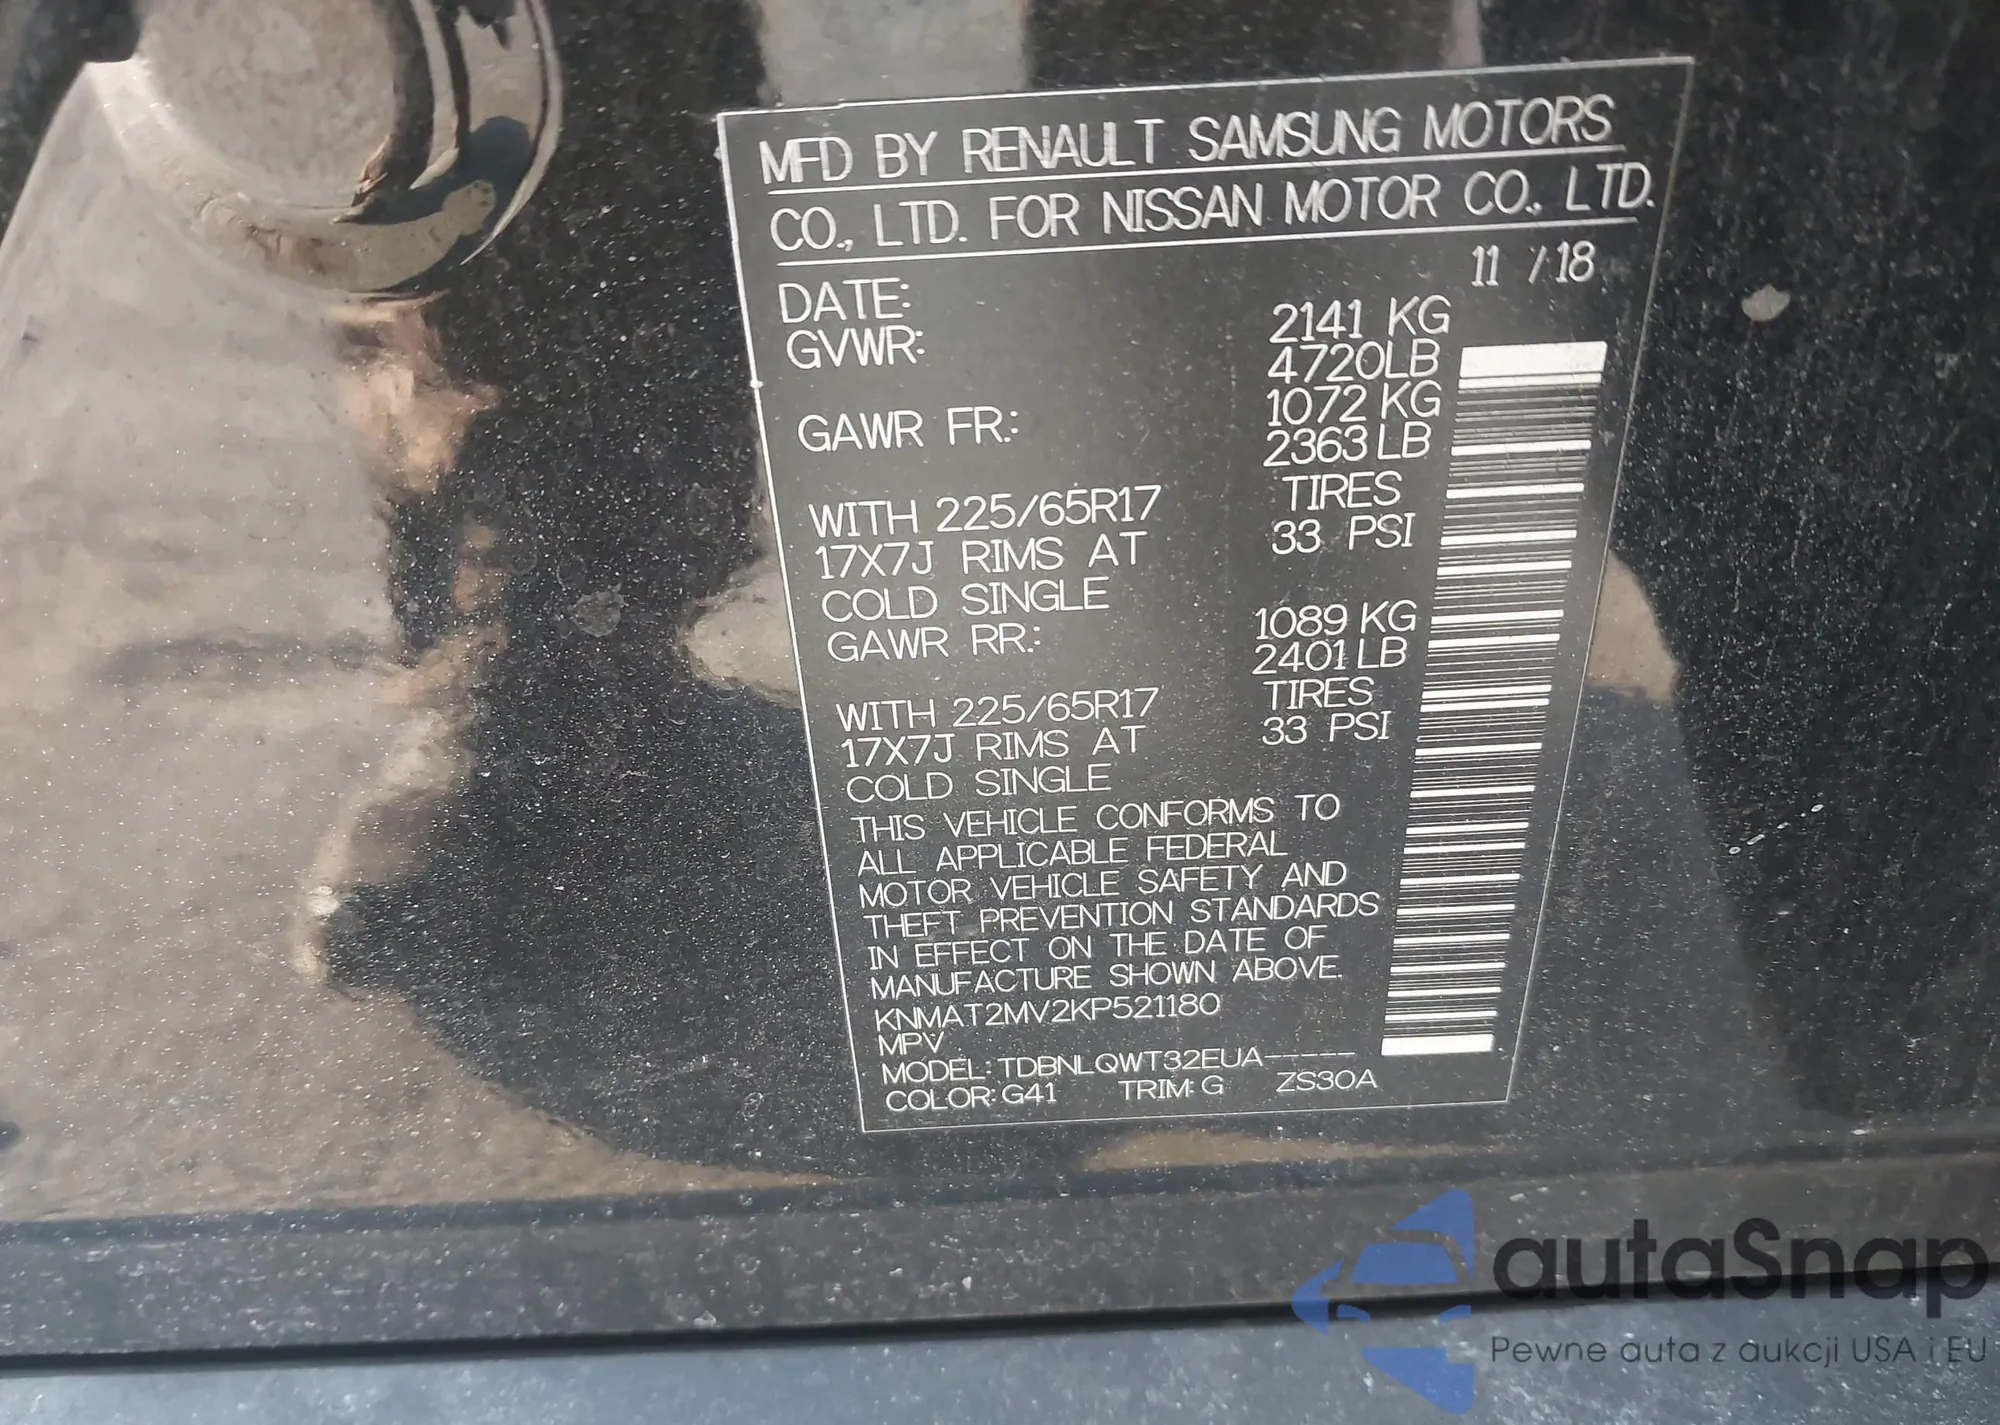 MFD BY RENAULT SAMSUNG MOTORS
CO., LTD. FOR NISSAN MOTOR CO., LTD.
DATE: 11 /18
GVWR: 2141 KG
4720LB
GAWR FR.: 1072 KG
2363 LB
WITH 225/65R17 TIRES
17X7J RIMS AT 33 PSI
COLD SINGLE
GAWR RR.: 1089 KG
2401 LB
WITH 225/65R17 TIRES
17X7J RIMS AT 33 PSI
COLD SINGLE
THIS VEHICLE CONFORMS TO
ALL APPLICABLE FEDERAL
MOTOR VEHICLE SAFETY AND
THEFT PREVENTION STANDARDS
IN EFFECT ON THE DATE OF
MANUFACTURE SHOWN ABOVE.
KNMAT2MV2KP521180
MPV
MODEL: TDBNLQWT32EUA-----
COLOR: G41 TRIM: G ZS30A
autaSnap
Pewne auta z aukcji USA i EU